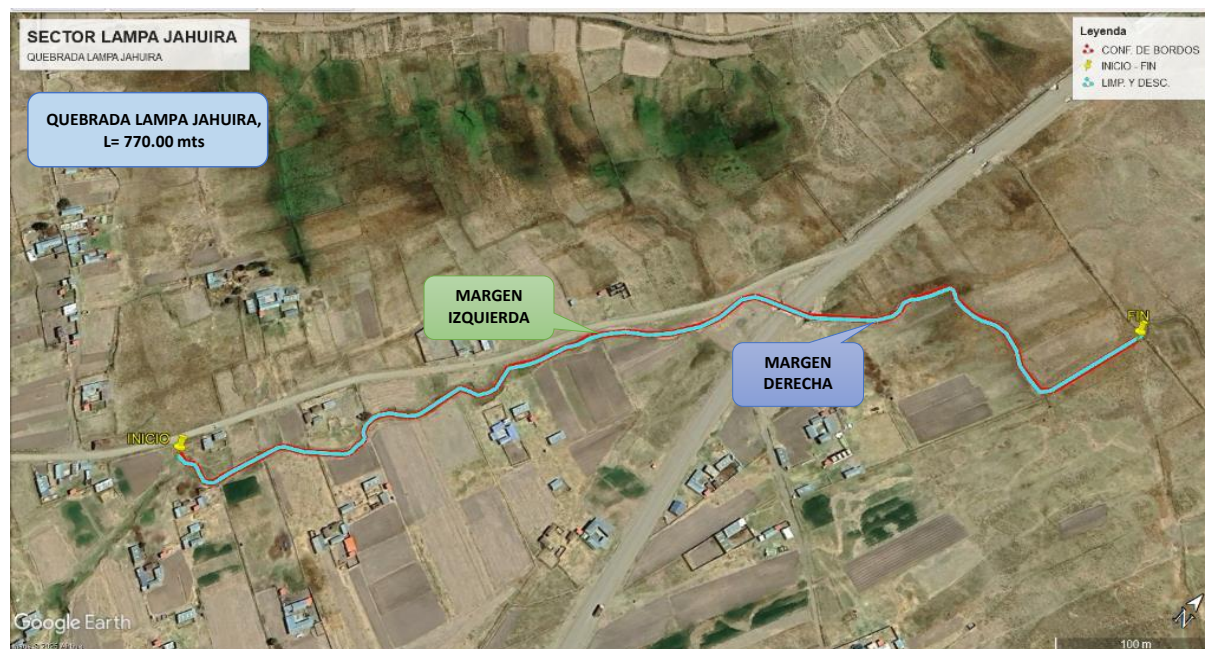 SECTOR LAMPA JAHUIRA
QUEBRADA LAMPA JAHUIRA
QUEBRADA LAMPA JAHUIRA,
L= 770.00 mts
Leyenda
CONF. DE BORDOS
INICIO - FIN
LIMP. Y DESC.
MARGEN
IZQUIERDA
FIN
MARGEN
DERECHA
INICIO
Google Earth
100 m